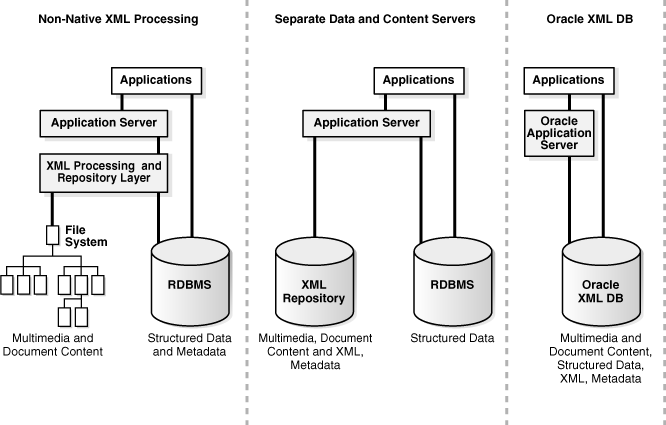 Non-Native XML Processing
Applications
Application Server
XML Processing and
Repository Layer
File
System
RDBMS
Multimedia and
Document Content
Structured Data
and Metadata
Separate Data and Content Servers
Applications
Application Server
XML
Repository
RDBMS
Multimedia, Document
Content and XML,
Metadata
Structured Data
Oracle XML DB
Applications
Oracle
Application
Server
Oracle
XML DB
Multimedia and
Document Content,
Structured Data,
XML, Metadata